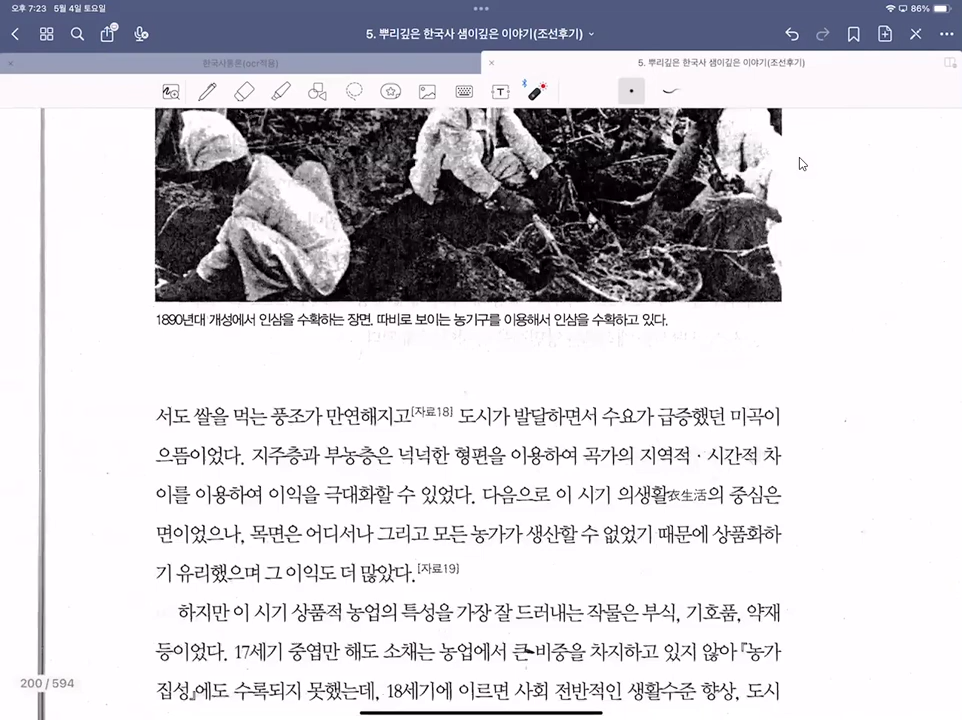 오후 7:23 5월 4일 토요일
86%
5. 뿌리깊은 한국사 샘이깊은 이야기(조선후기)
한국사통론(ocr적용)
5. 뿌리깊은 한국사 샘이깊은 이야기(조선후기)
1890년대 개성에서 인삼을 수확하는 장면. 따비로 보이는 농기구를 이용해서 인삼을 수확하고 있다.
서도 쌀을 먹는 풍조가 만연해지고[자료18] 도시가 발달하면서 수요가 급증했던 미곡이
으뜸이었다. 지주층과 부농층은 넉넉한 형편을 이용하여 곡가의 지역적·시간적 차
이를 이용하여 이익을 극대화할 수 있었다. 다음으로 이 시기 의생활衣生活의 중심은
면이었으나, 목면은 어디서나 그리고 모든 농가가 생산할 수 없었기 때문에 상품화하
기 유리했으며 그 이익도 더 많았다.[자료19]
하지만 이 시기 상품적 농업의 특성을 가장 잘 드러내는 작물은 부식, 기호품, 약재
등이었다. 17세기 중엽만 해도 소채는 농업에서 큰 비중을 차지하고 있지 않아 『농가
집성』에도 수록되지 못했는데, 18세기에 이르면 사회 전반적인 생활수준 향상, 도시
200 / 594